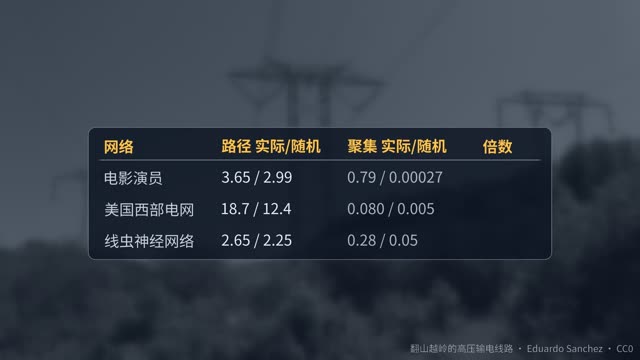 网络 路径 实际/随机 聚集 实际/随机 倍数
电影演员 3.65 / 2.99 0.79 / 0.00027
美国西部电网 18.7 / 12.4 0.080 / 0.005
线虫神经网络 2.65 / 2.25 0.28 / 0.05
翻山越岭的高压输电线路 · Eduardo Sanchez · CC0